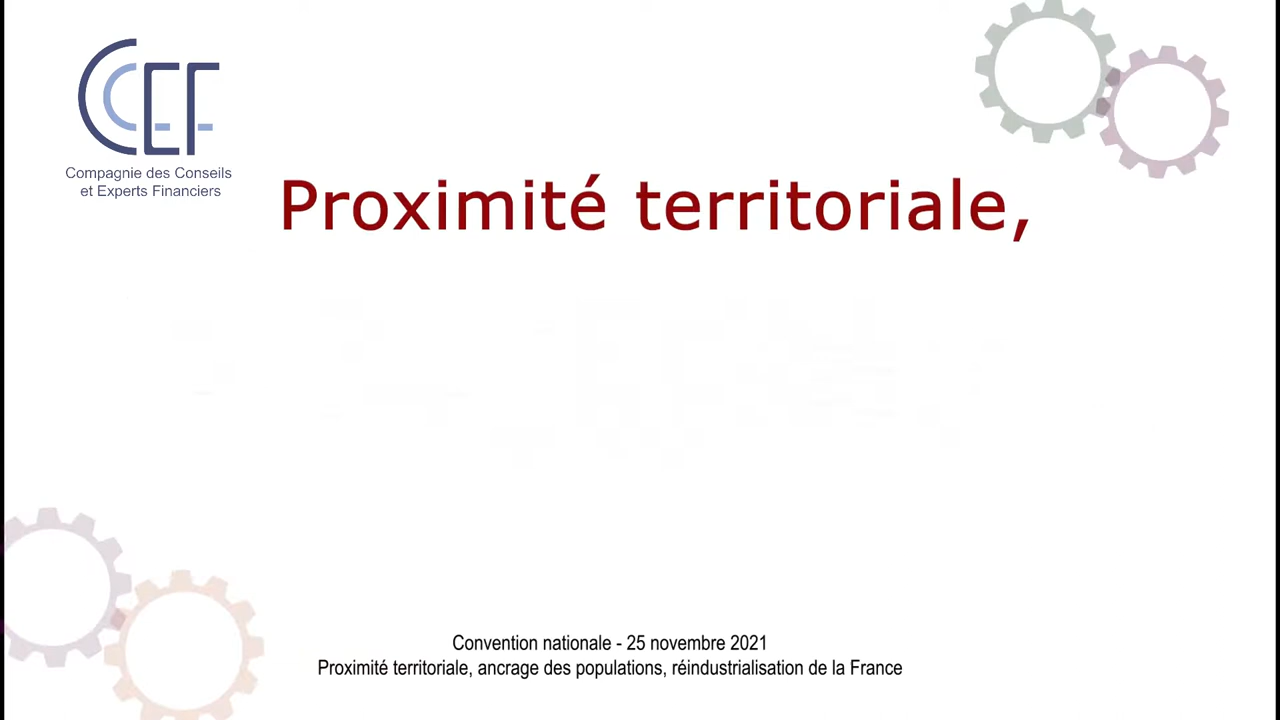 CCEF
Compagnie des Conseils
et Experts Financiers
Proximité territoriale,
Convention nationale - 25 novembre 2021
Proximité territoriale, ancrage des populations, réindustrialisation de la France